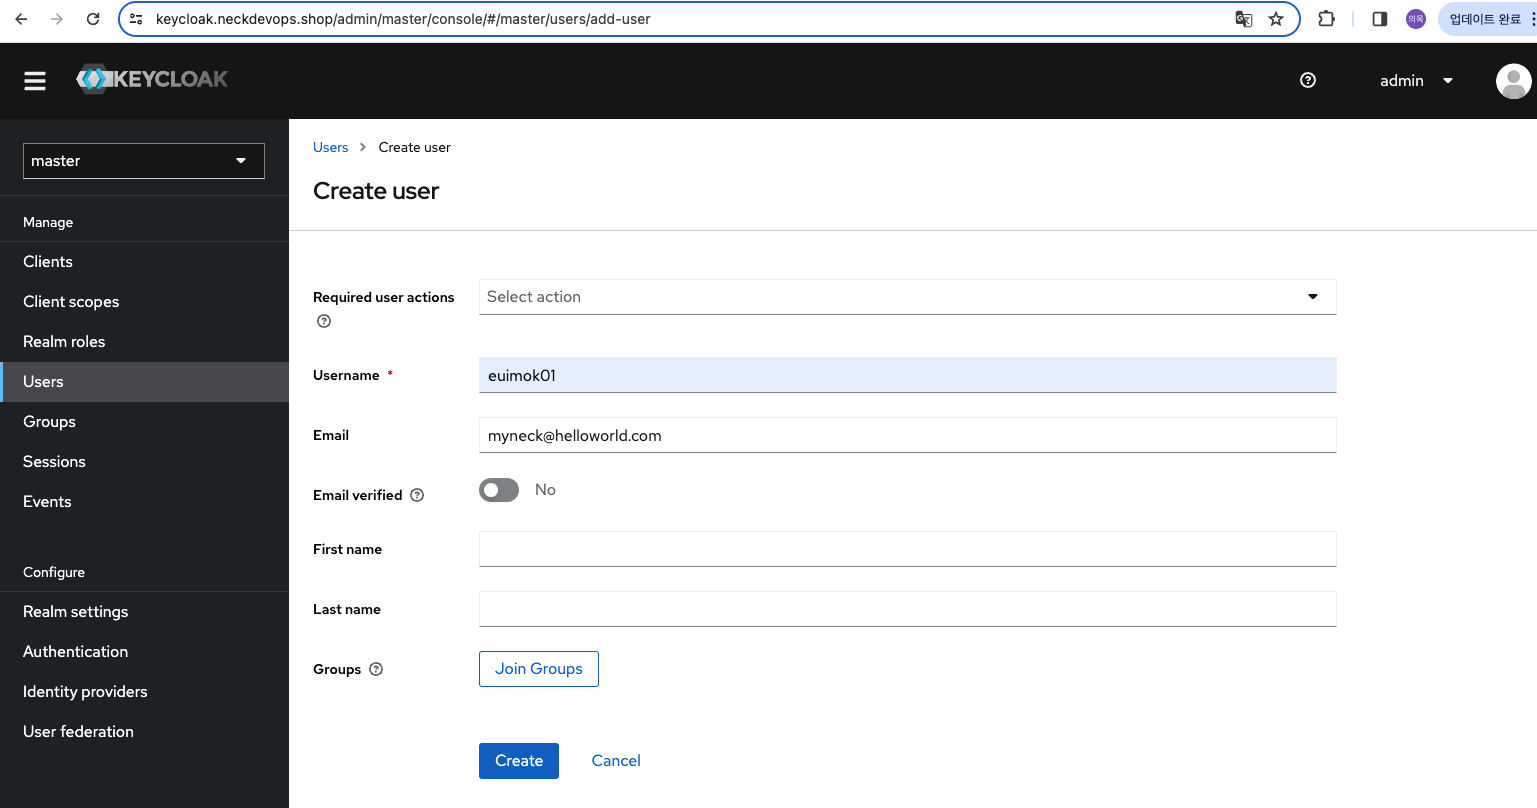 keycloak.neckdevops.shop/admin/master/console/#/master/users/add-user
의목
업데이트 완료
KEYCLOAK
admin
master
Manage
Clients
Client scopes
Realm roles
Users
Groups
Sessions
Events
Configure
Realm settings
Authentication
Identity providers
User federation
Users > Create user
Create user
Required user actions
Select action
Username *
euimok01
Email
myneck@helloworld.com
Email verified
No
First name
Last name
Groups
Join Groups
Create
Cancel